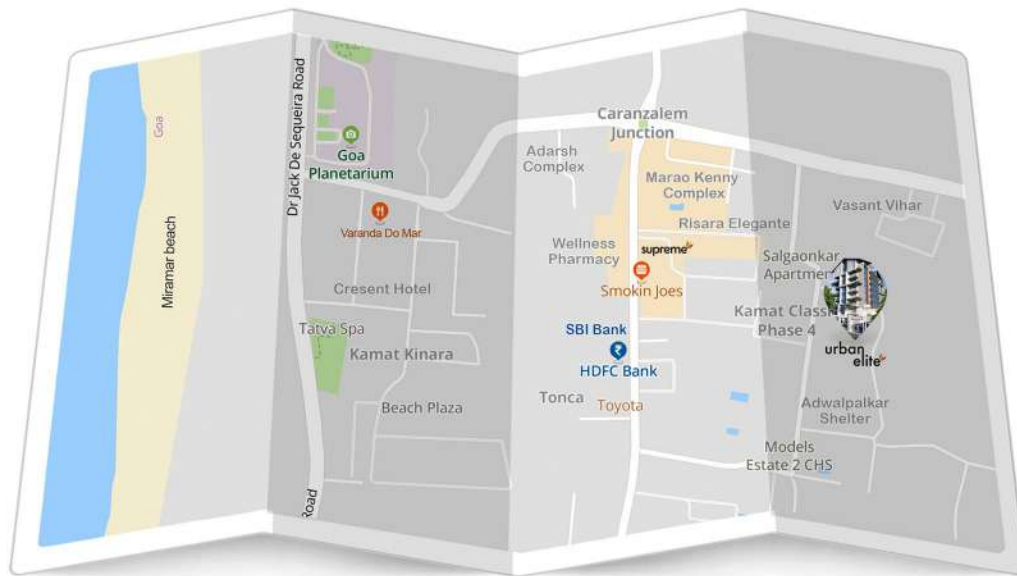 Goa
Miramar beach
Dr Jack De Sequeira Road
Road
Goa
Planetarium
Varanda Do Mar
Cresent Hotel
Tatva Spa
Kamat Kinara
Beach Plaza
Caranzalem
Junction
Adarsh
Complex
Marao Kenny
Complex
Risara Elegante
Vasant Vihar
Wellness
Pharmacy
supreme
Smokin Joes
Salgaonkar
Apartmen
Kamat Classi
Phase 4
urban
elite
SBI Bank
HDFC Bank
Tonca
Toyota
Adwalpalkar
Shelter
Models
Estate 2 CHS